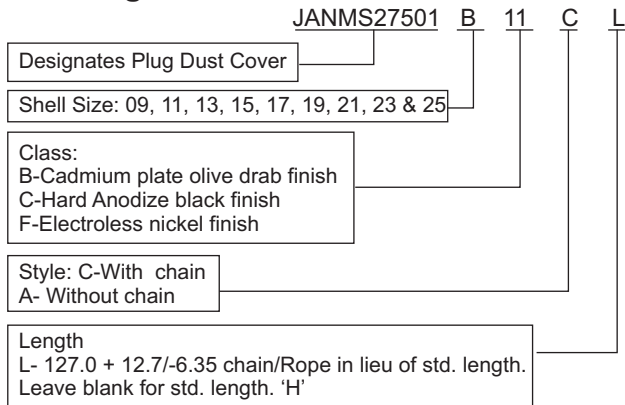 JANMS27501 B 11 C L
Designates Plug Dust Cover
Shell Size: 09, 11, 13, 15, 17, 19, 21, 23 & 25
Class:
B-Cadmium plate olive drab finish
C-Hard Anodize black finish
F-Electroless nickel finish
Style: C-With chain
A- Without chain
Length
L- 127.0 + 12.7/-6.35 chain/Rope in lieu of std. length.
Leave blank for std. length. ‘H’